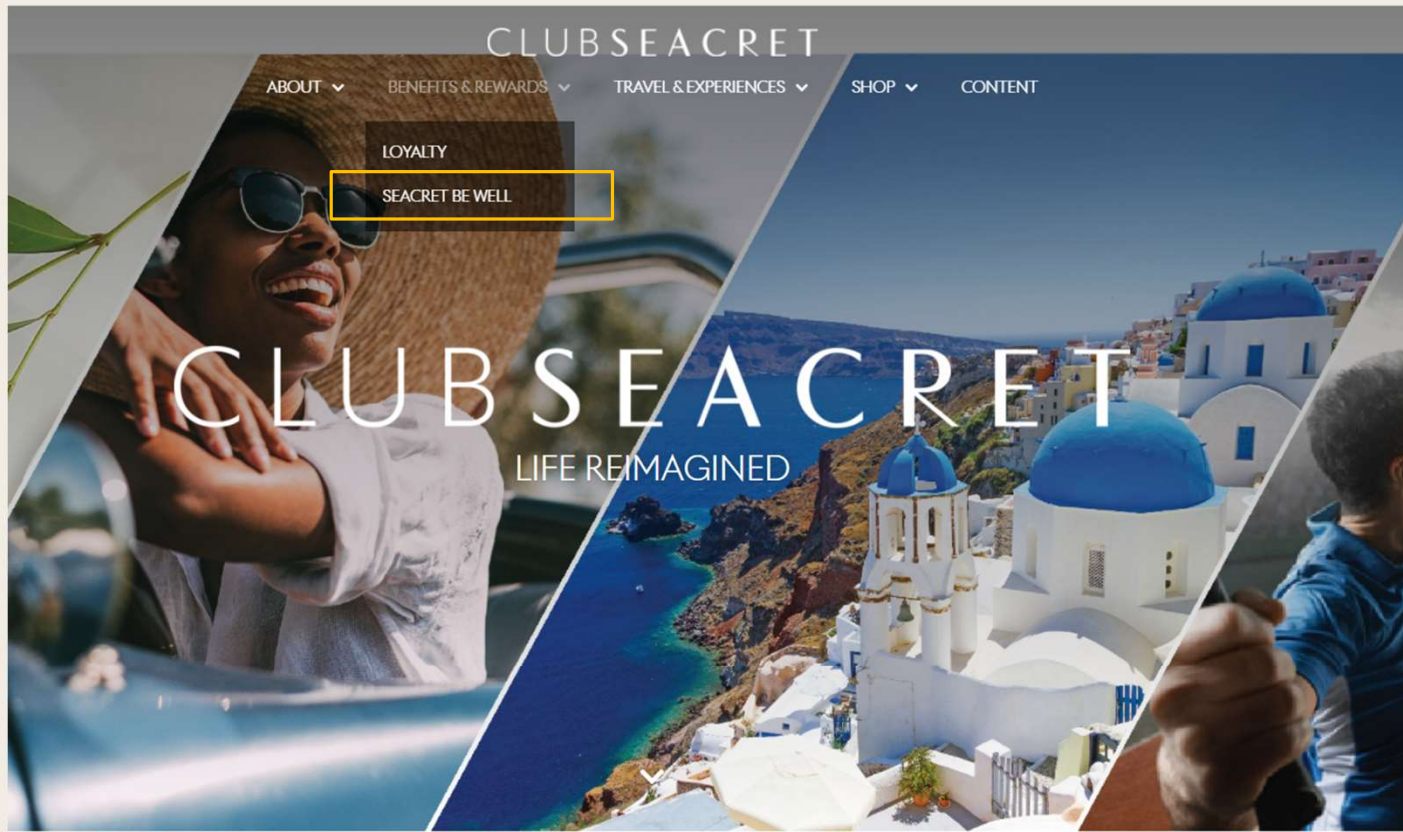 CLUBSEACRET
ABOUT BENEFITS & REWARDS TRAVEL & EXPERIENCES SHOP CONTENT
LOYALTY
SEACRET BE WELL
CLUBSEACRET
LIFE REIMAGINED